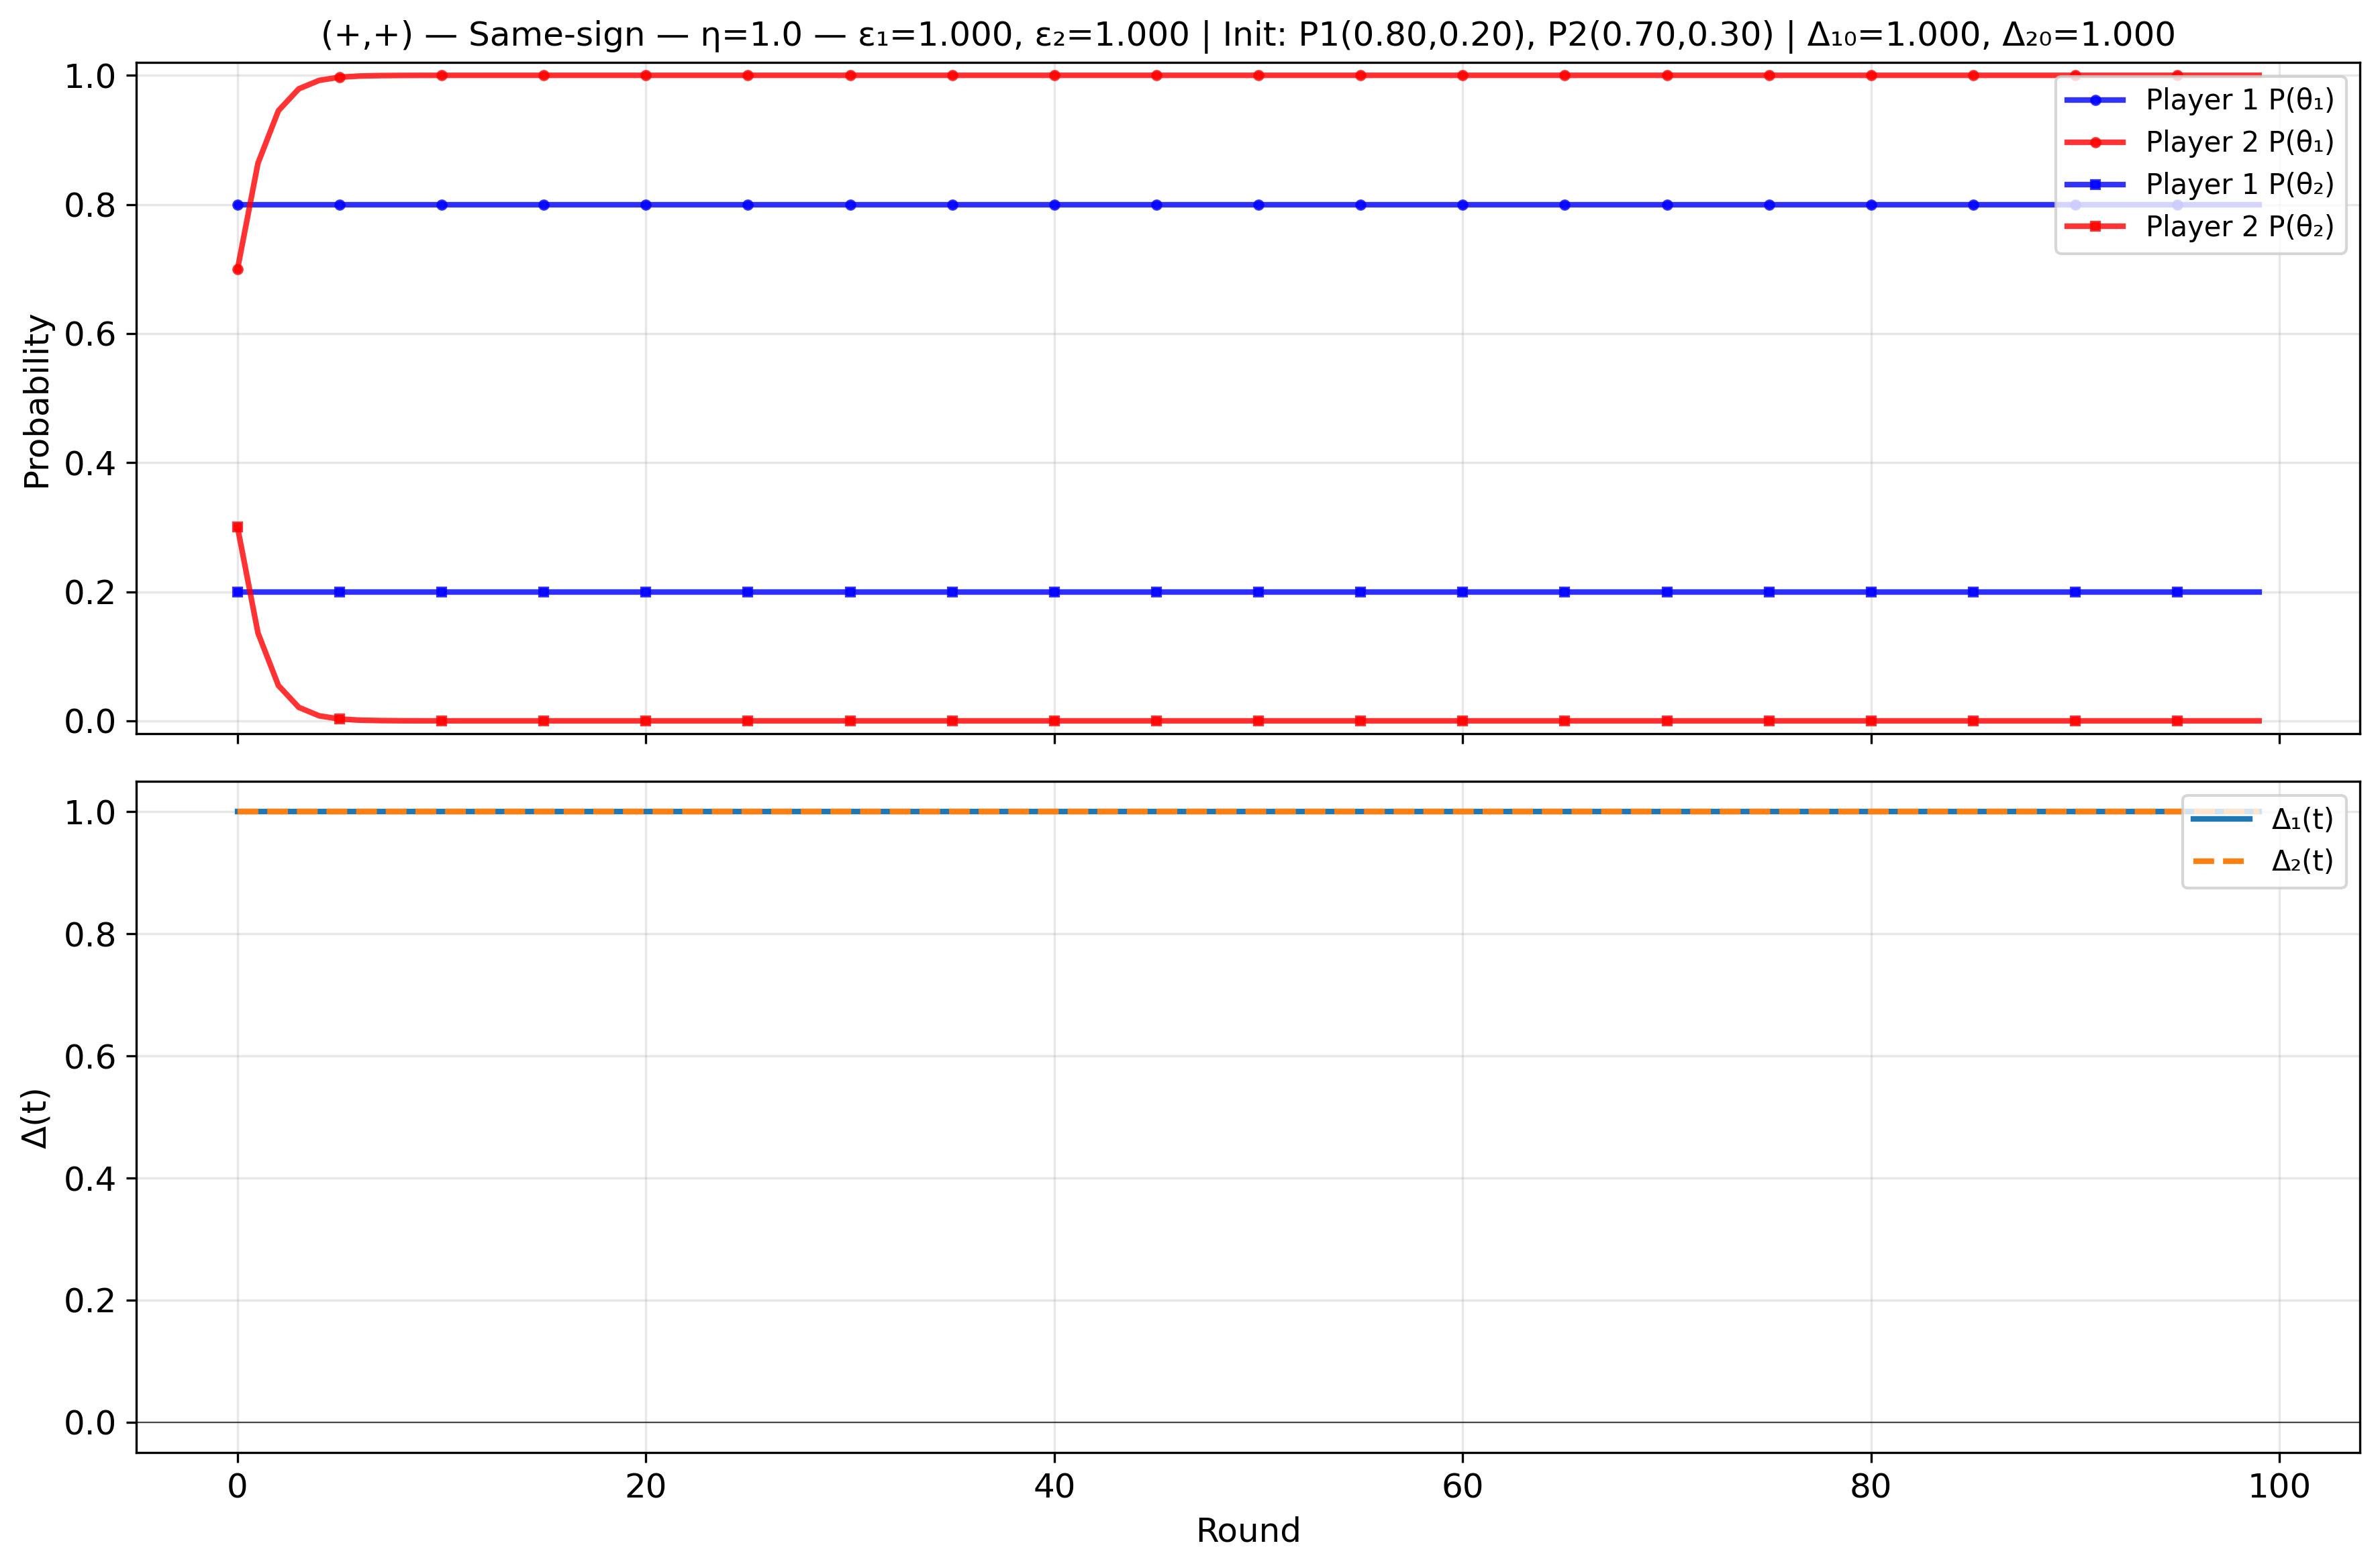 (+,+) — Same-sign — η=1.0 — ε₁=1.000, ε₂=1.000 | Init: P1(0.80,0.20), P2(0.70,0.30) | Δ₁₀=1.000, Δ₂₀=1.000
1.0
0.8
0.6
0.4
0.2
0.0
Probability
Player 1 P(θ₁)
Player 2 P(θ₁)
Player 1 P(θ₂)
Player 2 P(θ₂)
1.0
0.8
0.6
0.4
0.2
0.0
Δ(t)
Δ₁(t)
Δ₂(t)
0 20 40 60 80 100
Round